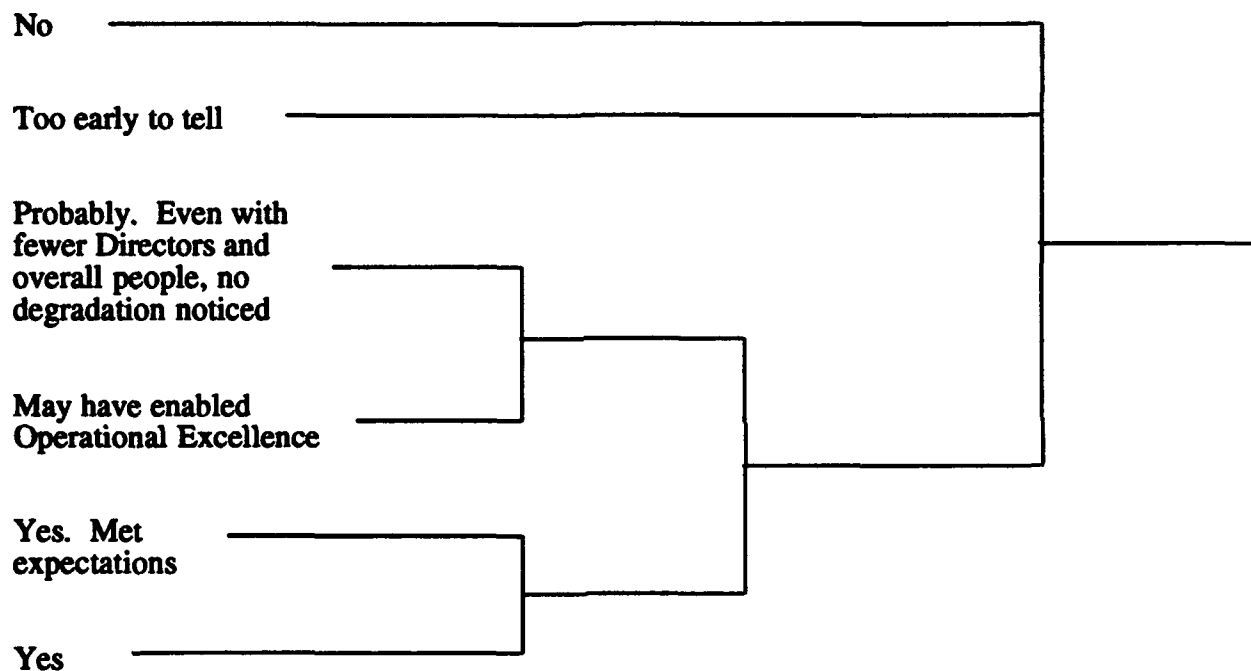 No
Too early to tell
Probably. Even with
fewer Directors and
overall people, no
degradation noticed
May have enabled
Operational Excellence
Yes. Met
expectations
Yes